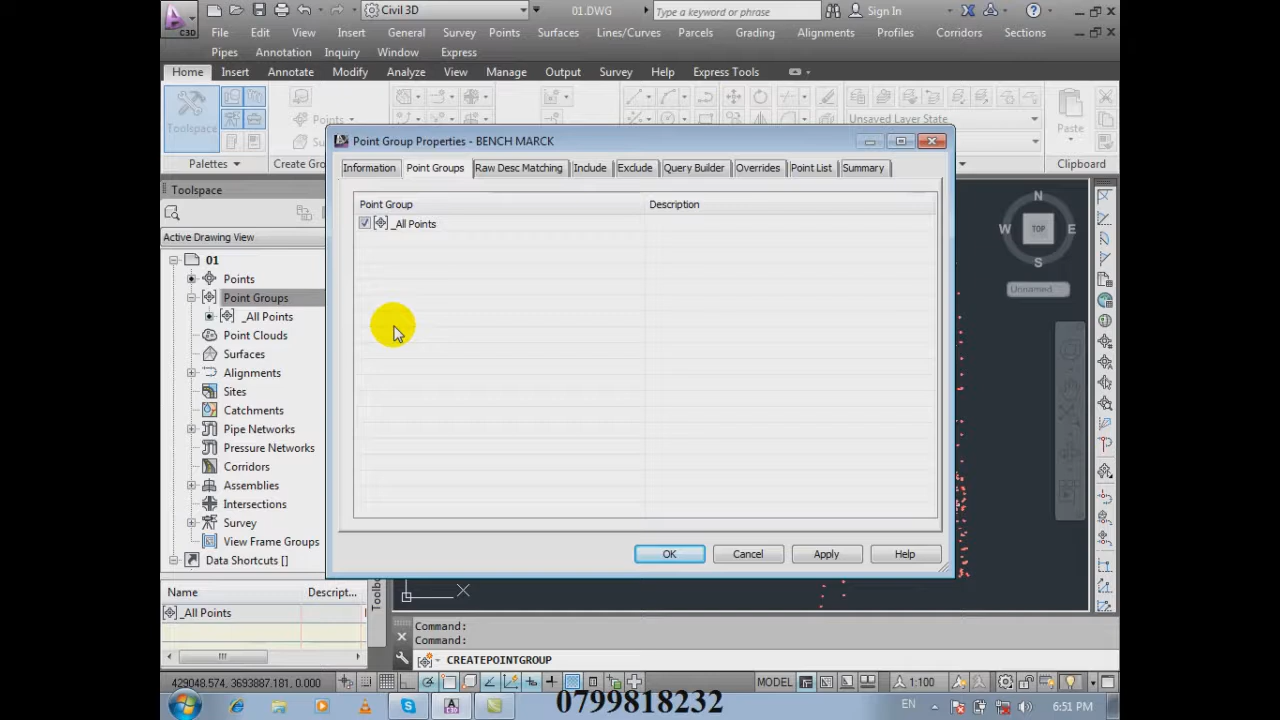 Civil 3D
01.DWG
Type a keyword or phrase
Sign In
File Edit View Insert General Survey Points Surfaces Lines/Curves Parcels Grading Alignments Profiles Corridors Sections
Pipes Annotation Inquiry Window Express
Home Insert Annotate Modify Analyze View Manage Output Survey Help Express Tools
Toolspace
Points
Unsaved Layer State
Paste
Palettes
Create Gro
Clipboard
Point Group Properties - BENCH MARCK
Information Point Groups Raw Desc Matching Include Exclude Query Builder Overrides Point List Summary
Point Group Description
_All Points
OK Cancel Apply Help
Toolspace
Active Drawing View
01
Points
Point Groups
_All Points
Point Clouds
Surfaces
Alignments
Sites
Catchments
Pipe Networks
Pressure Networks
Corridors
Assemblies
Intersections
Survey
View Frame Groups
Data Shortcuts []
Name Descript...
_All Points
Toolbo
N
W TOP E
S
Unnamed
Command:
Command:
CREATEPOINTGROUP
429048.574, 3693887.181, 0.000
MODEL
1:100
0799818232
EN
6:51 PM